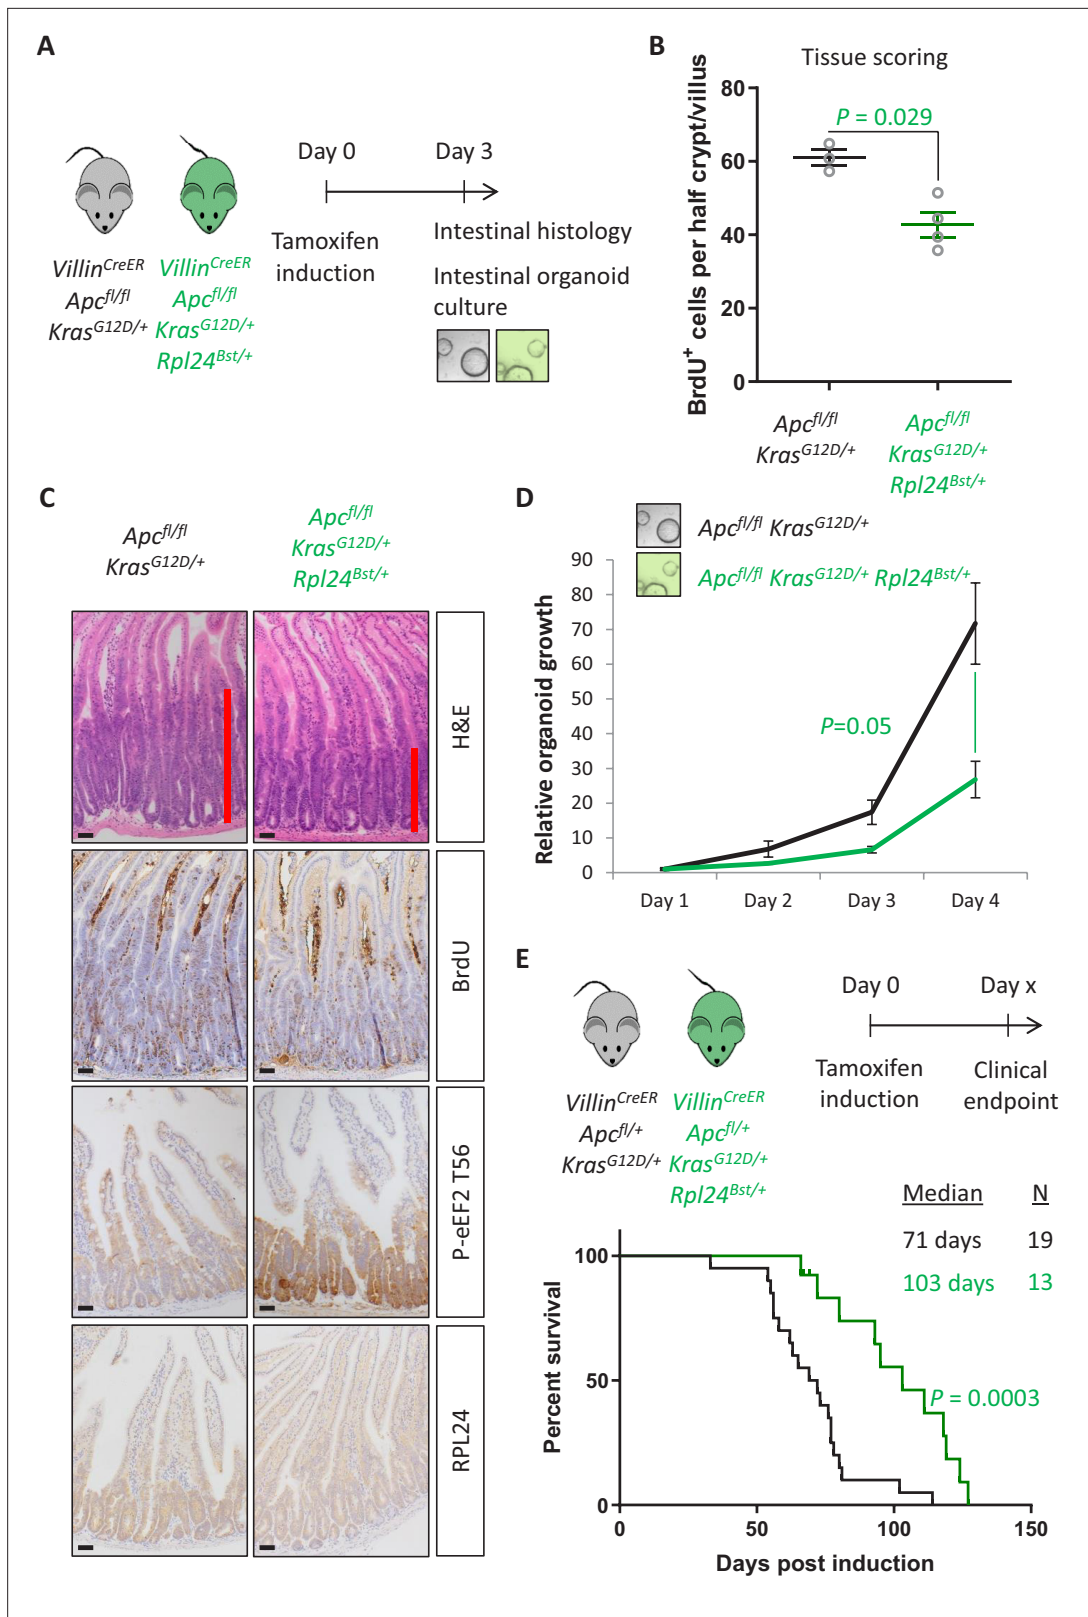 A
Day 0
Day 3
Tamoxifen
induction
Intestinal histology
Intestinal organoid
culture
Villin^CreER
Apc^fl/fl
Kras^G12D/+
Villin^CreER
Apc^fl/fl
Kras^G12D/+
Rpl24^Bst/+
B
Tissue scoring
P = 0.029
BrdU⁺ cells per half crypt/villus
80
60
40
20
0
Apc^fl/fl
Kras^G12D/+
Apc^fl/fl
Kras^G12D/+
Rpl24^Bst/+
C
Apc^fl/fl
Kras^G12D/+
Apc^fl/fl
Kras^G12D/+
Rpl24^Bst/+
H&E
BrdU
P-eEF2 T56
RPL24
D
Apc^fl/fl Kras^G12D/+
Apc^fl/fl Kras^G12D/+ Rpl24^Bst/+
Relative organoid growth
90
80
70
60
50
40
30
20
10
0
P=0.05
Day 1
Day 2
Day 3
Day 4
E
Day 0
Day x
Tamoxifen
induction
Clinical
endpoint
Villin^CreER
Apc^fl/+
Kras^G12D/+
Villin^CreER
Apc^fl/+
Kras^G12D/+
Rpl24^Bst/+
Median N
71 days 19
103 days 13
P = 0.0003
Percent survival
100
50
0
0 50 100 150
Days post induction